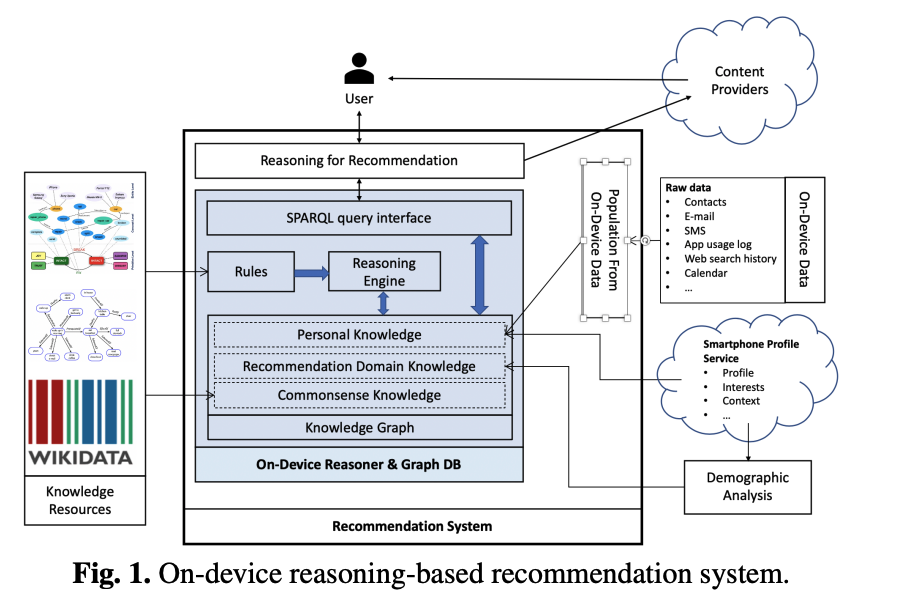 Content
Providers
User
Reasoning for Recommendation
SPARQL query interface
Rules
Reasoning
Engine
Personal Knowledge
Recommendation Domain Knowledge
Commonsense Knowledge
Knowledge Graph
On-Device Reasoner & Graph DB
Recommendation System
Population From
On-Device Data
Raw data
• Contacts
• E-mail
• SMS
• App usage log
• Web search history
• Calendar
• ...
On-Device Data
Smartphone Profile
Service
• Profile
• Interests
• Context
• ...
Demographic
Analysis
WIKIDATA
Knowledge
Resources
Fig. 1. On-device reasoning-based recommendation system.